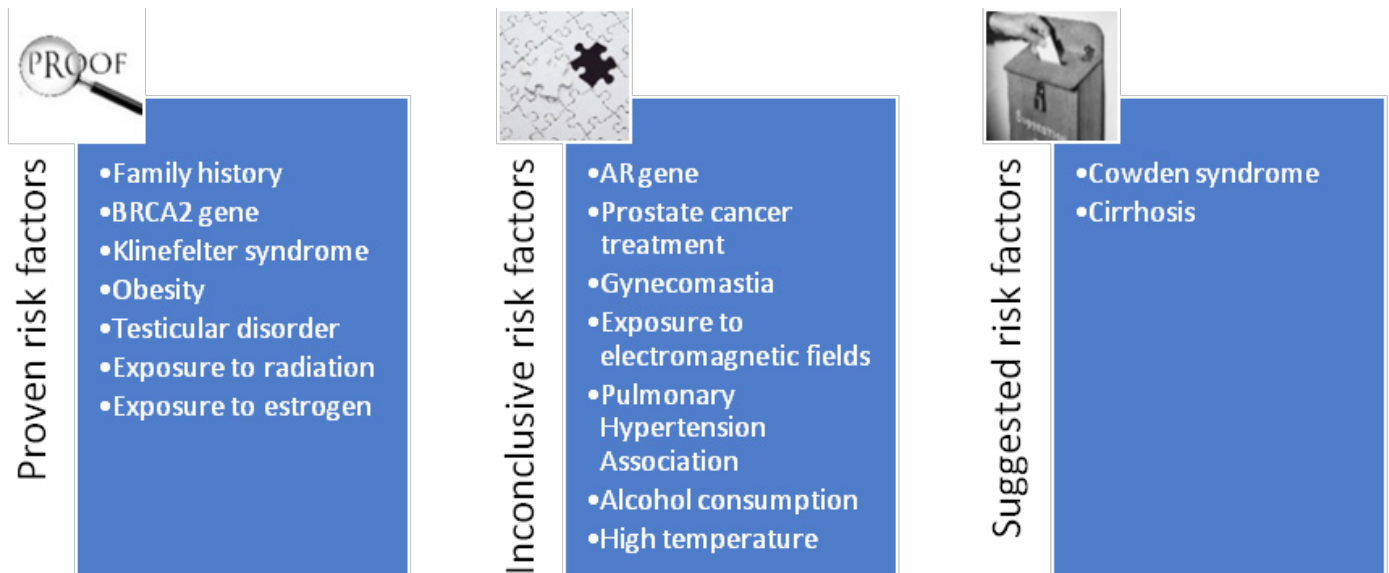 PROOF
Proven risk factors
•Family history
•BRCA2 gene
•Klinefelter syndrome
•Obesity
•Testicular disorder
•Exposure to radiation
•Exposure to estrogen
Inconclusive risk factors
•AR gene
•Prostate cancer
treatment
•Gynecomastia
•Exposure to
electromagnetic fields
•Pulmonary
Hypertension
Association
•Alcohol consumption
•High temperature
Suggested risk factors
•Cowden syndrome
•Cirrhosis